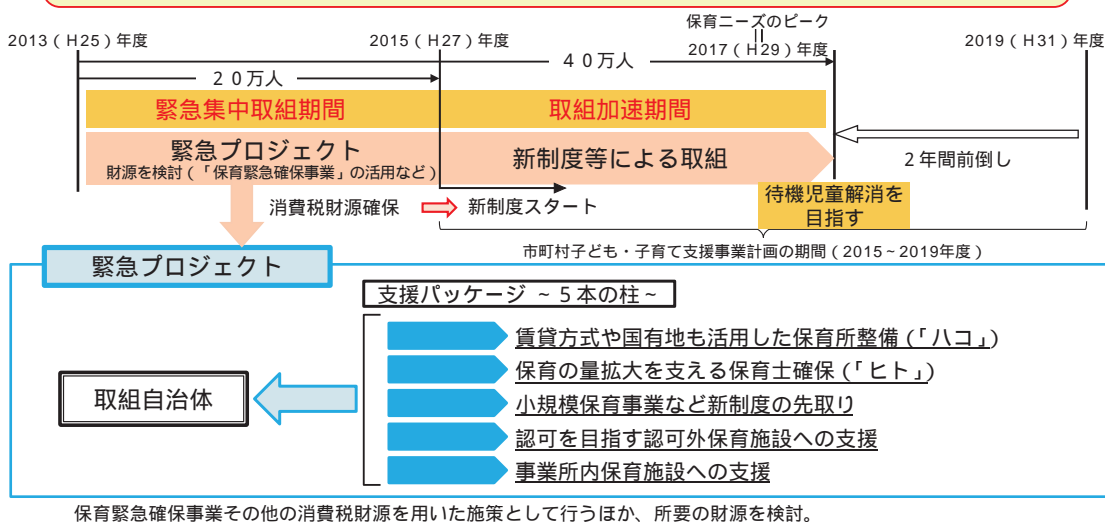 保育ニーズのピーク
||
2013(H25)年度
2015(H27)年度
2017(H29)年度
2019(H31)年度
40万人
20万人
緊急集中取組期間
取組加速期間
緊急プロジェクト
財源を検討(「保育緊急確保事業」の活用など)
新制度等による取組
2年間前倒し
消費税財源確保
新制度スタート
待機児童解消を
目指す
市町村子ども・子育て支援事業計画の期間(2015~2019年度)
緊急プロジェクト
支援パッケージ ~5本の柱~
賃貸方式や国有地も活用した保育所整備(「ハコ」)
保育の量拡大を支える保育士確保(「ヒト」)
小規模保育事業など新制度の先取り
認可を目指す認可外保育施設への支援
事業所内保育施設への支援
取組自治体
保育緊急確保事業その他の消費税財源を用いた施策として行うほか、所要の財源を検討。